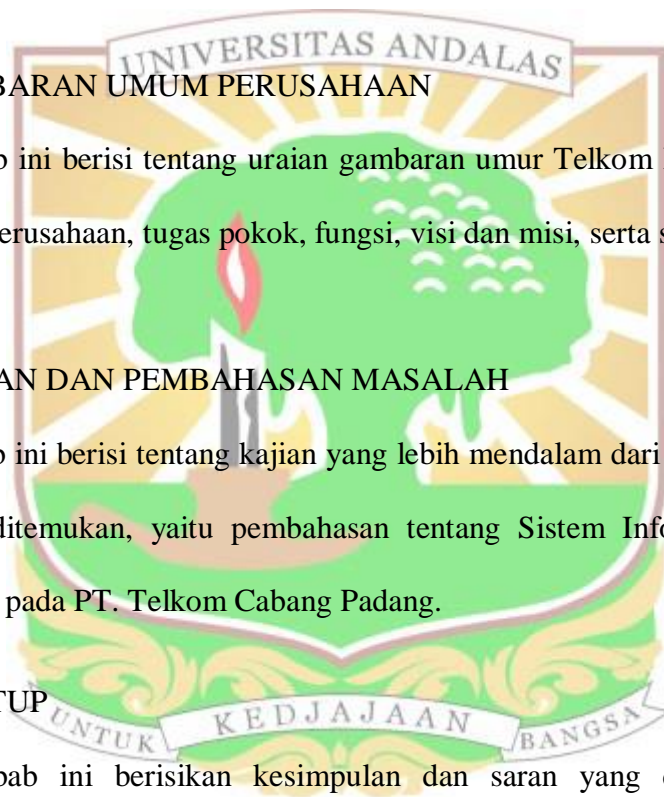 UNIVERSITAS ANDALAS
BARAN UMUM PERUSAHAAN
ini berisi tentang uraian gambaran umur Telkom
erusahaan, tugas pokok, fungsi, visi dan misi, serta
AN DAN PEMBAHASAN MASALAH
ini berisi tentang kajian yang lebih mendalam dari
ditemukan, yaitu pembahasan tentang Sistem Info
pada PT. Telkom Cabang Padang.
TUP
UNTUK KEDJAJAAN BANGSA
bab ini berisikan kesimpulan dan saran yang